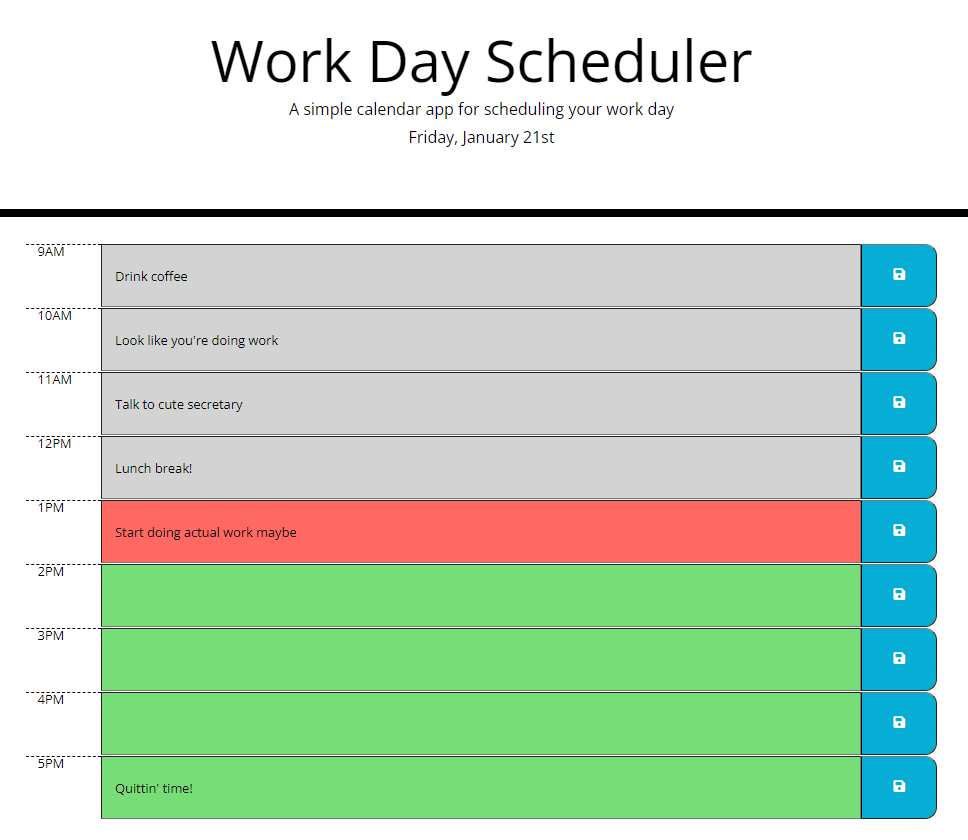 Work Day Scheduler
A simple calendar app for scheduling your work day
Friday, January 21st
9AM
Drink coffee
10AM
Look like you're doing work
11AM
Talk to cute secretary
12PM
Lunch break!
1PM
Start doing actual work maybe
2PM
3PM
4PM
5PM
Quittin' time!